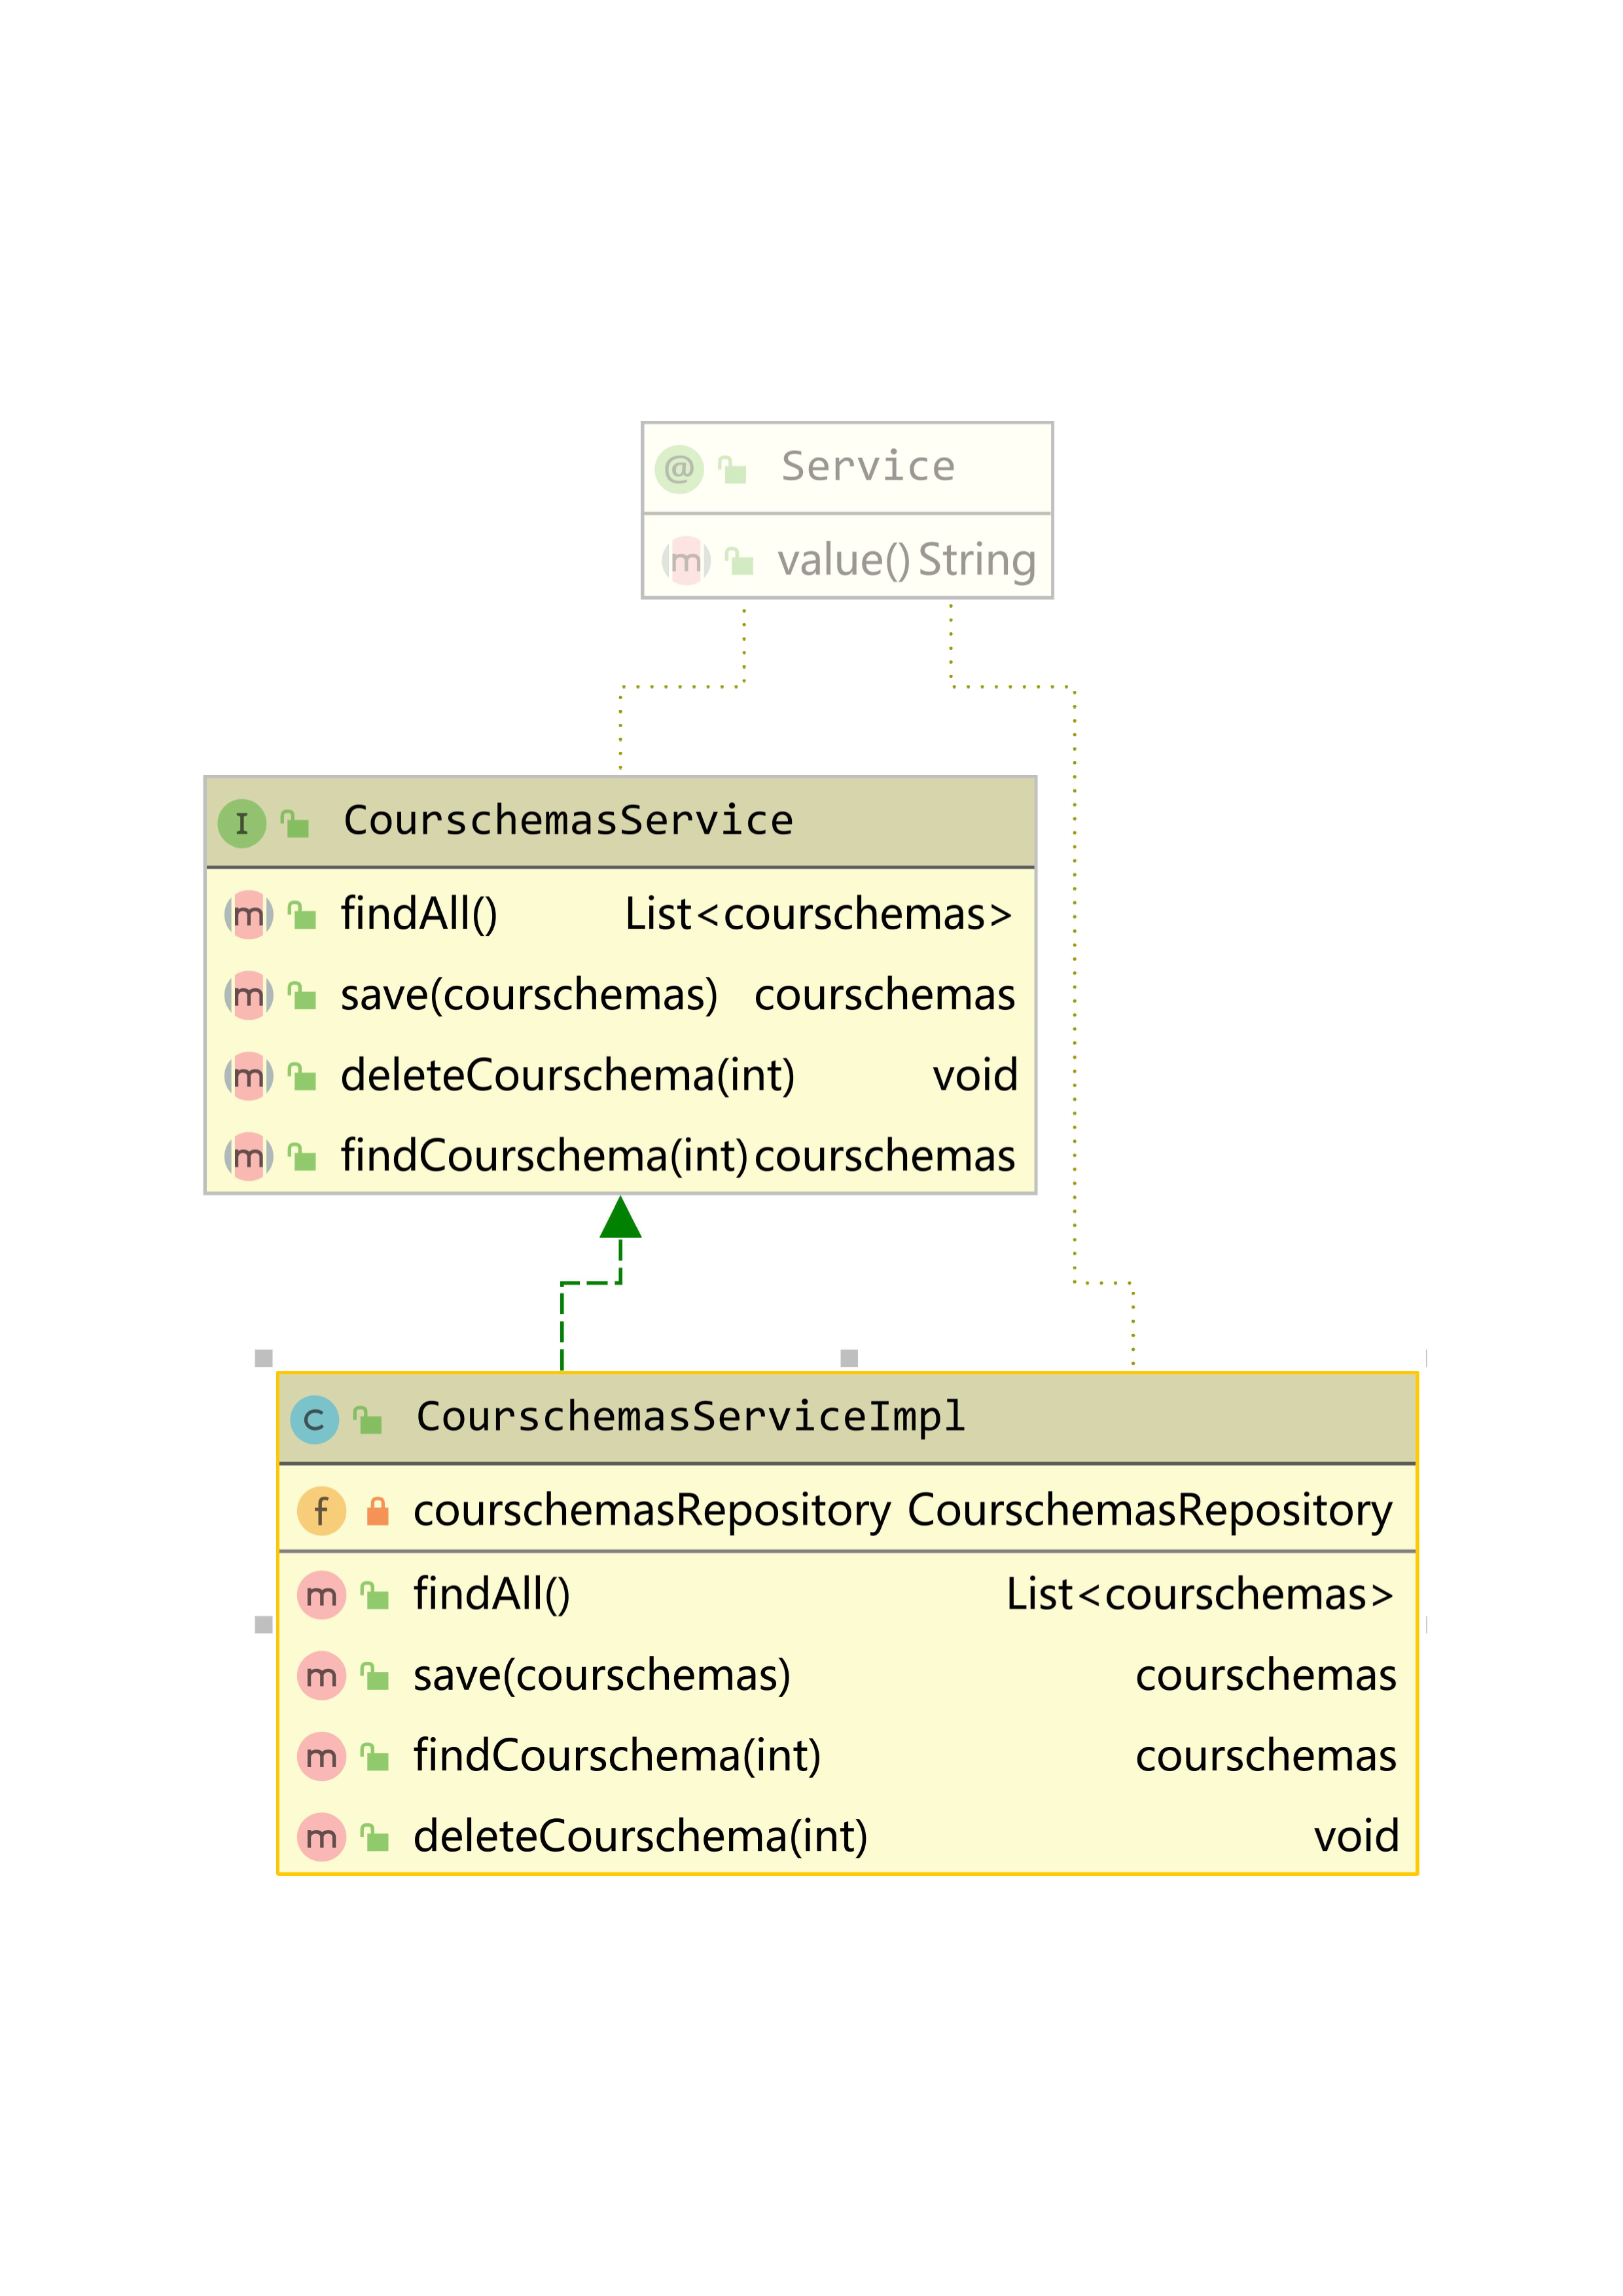 @ Service
m value() String
I CourschemasService
m findAll() List<courschemas>
m save(courschemas) courschemas
m deleteCourschema(int) void
m findCourschema(int) courschemas
C CourschemasServiceImpl
f courschemasRepository CourschemasRepository
m findAll() List<courschemas>
m save(courschemas) courschemas
m findCourschema(int) courschemas
m deleteCourschema(int) void